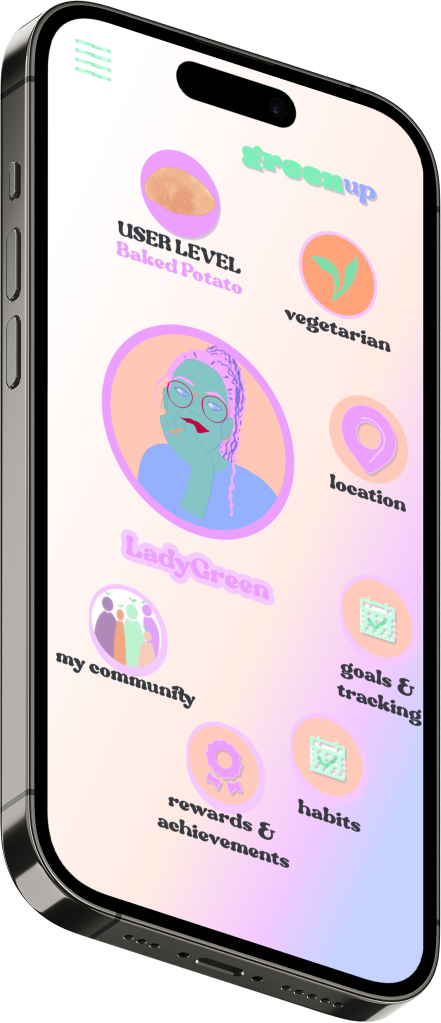 greenup
USER LEVEL
Baked Potato
vegetarian
location
LadyGreen
my community
goals &
tracking
habits
rewards &
achievements